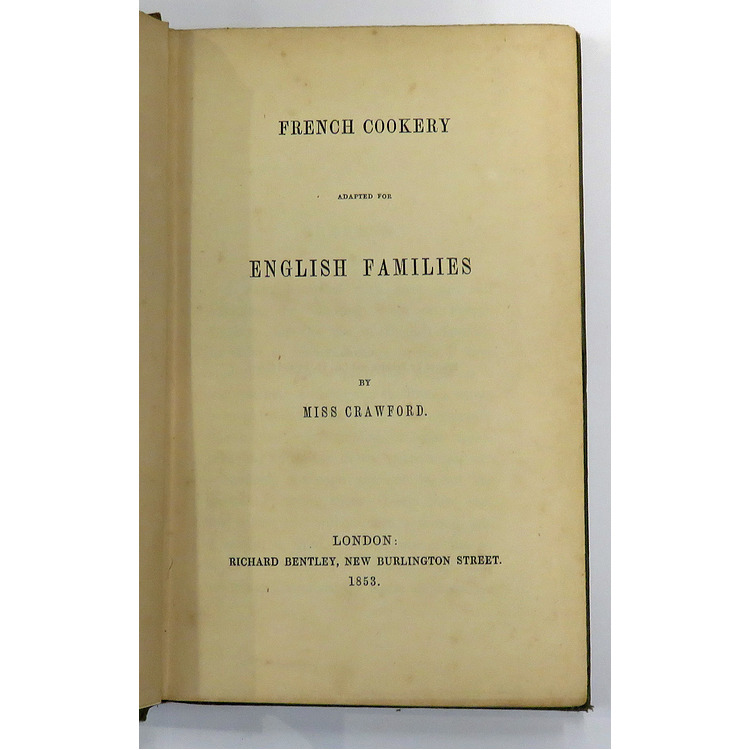 FRENCH COOKERY
ADAPTED FOR
ENGLISH FAMILIES
BY
MISS CRAWFORD.
LONDON:
RICHARD BENTLEY, NEW BURLINGTON STREET.
1853.